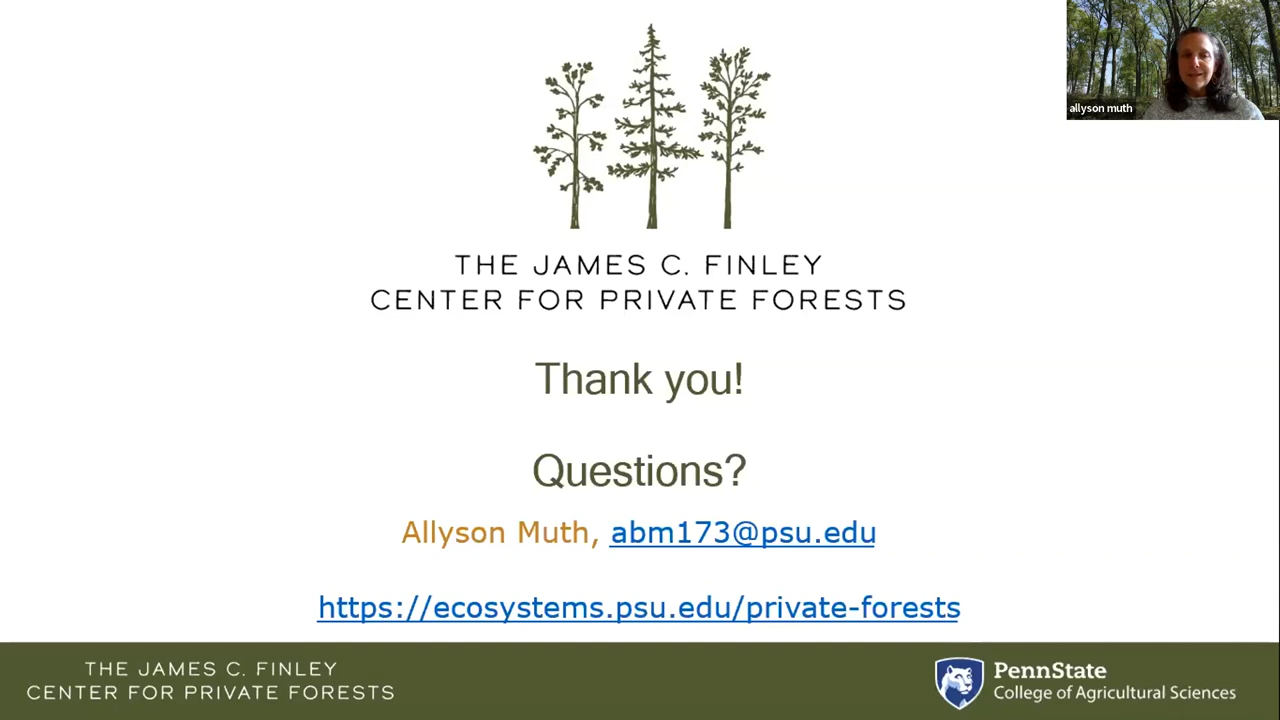 allyson muth
THE JAMES C. FINLEY
CENTER FOR PRIVATE FORESTS
Thank you!
Questions?
Allyson Muth, abm173@psu.edu
https://ecosystems.psu.edu/private-forests
THE JAMES C. FINLEY
CENTER FOR PRIVATE FORESTS
PennState
College of Agricultural Sciences